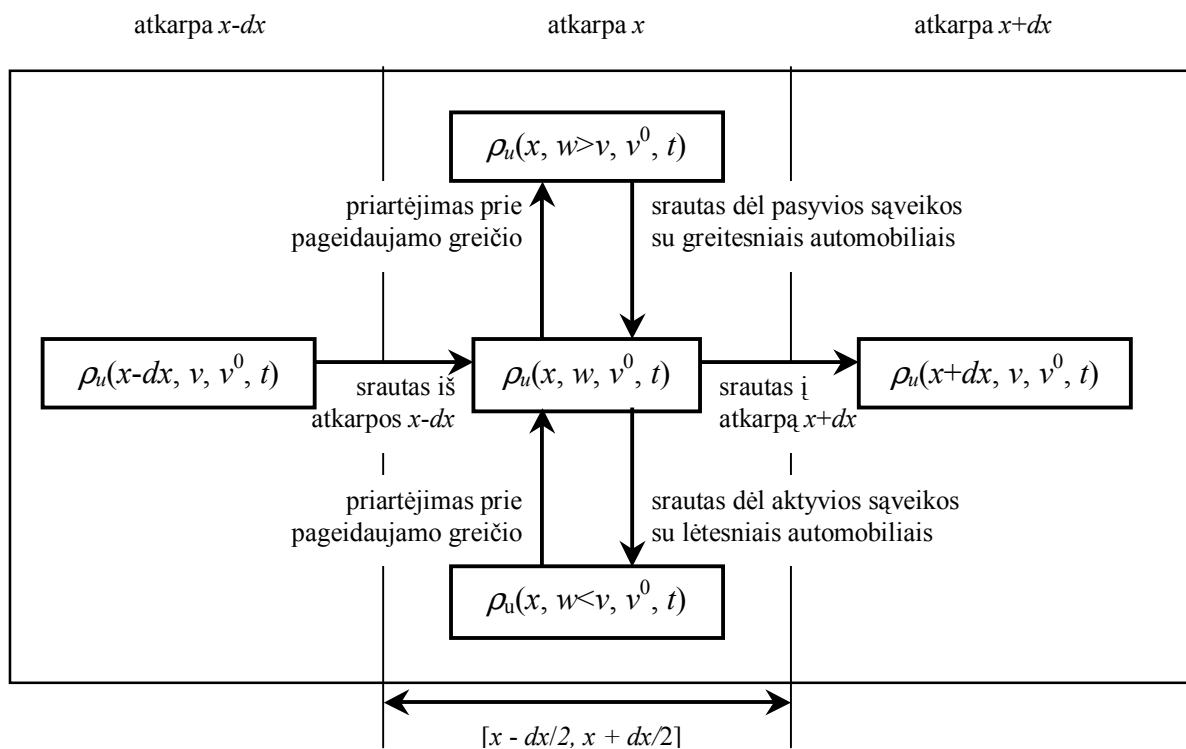 atkarpa x-dx
atkarpa x
atkarpa x+dx
ρu(x, w>v, v⁰, t)
priartėjimas prie
pageidaujamo greičio
srautas dėl pasyvios sąveikos
su greitesniais automobiliais
ρu(x-dx, v, v⁰, t)
srautas iš
atkarpos x-dx
ρu(x, w, v⁰, t)
srautas į
atkarpą x+dx
ρu(x+dx, v, v⁰, t)
priartėjimas prie
pageidaujamo greičio
srautas dėl aktyvios sąveikos
su lėtesniais automobiliais
ρu(x, w<v, v⁰, t)
[x - dx/2, x + dx/2]